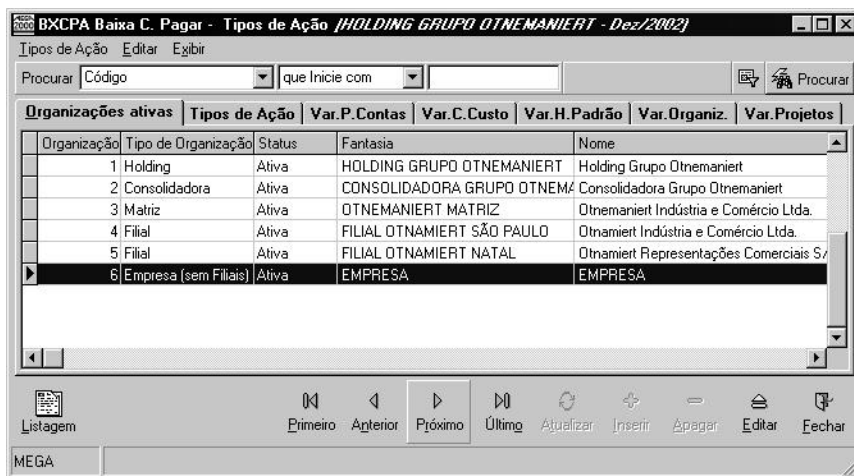 MEGA 2000 BXCPA Baixa C. Pagar - Tipos de Ação [HOLDING GRUPO OTNEMANIERT - Dez/2002]
Tipos de Ação Editar Exibir
Procurar Código que Inicie com Procurar
Organizações ativas Tipos de Ação Var.P.Contas Var.C.Custo Var.H.Padrão Var.Organiz. Var.Projetos
Organização Tipo de Organização Status Fantasia Nome
1 Holding Ativa HOLDING GRUPO OTNEMANIERT Holding Grupo Otnemaniert
2 Consolidadora Ativa CONSOLIDADORA GRUPO OTNEMA Consolidadora Grupo Otnemaniert
3 Matriz Ativa OTNEMANIERT MATRIZ Otnemaniert Indústria e Comércio Ltda.
4 Filial Ativa FILIAL OTNAMIERT SÃO PAULO Otnamiert Indústria e Comércio Ltda.
5 Filial Ativa FILIAL OTNAMIERT NATAL Otnamiert Representações Comerciais S/
6 Empresa (sem Filiais) Ativa EMPRESA EMPRESA
Listagem Primeiro Anterior Próximo Último Atualizar Inserir Apagar Editar Fechar
MEGA